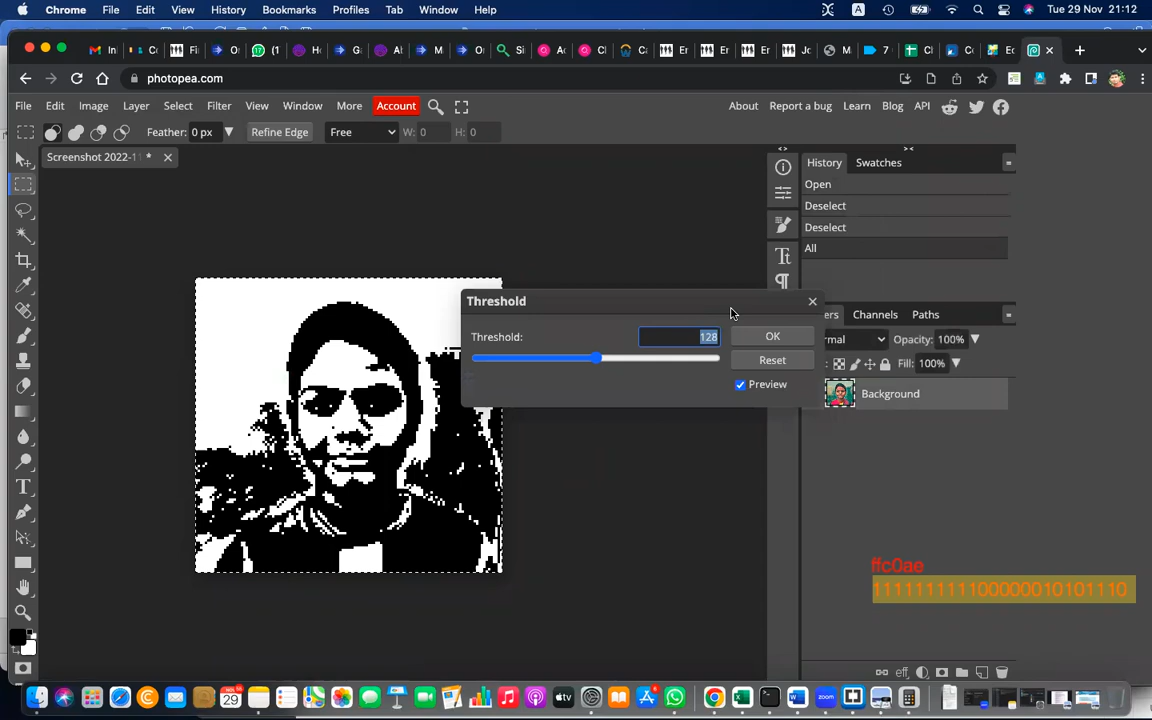 Chrome File Edit View History Bookmarks Profiles Tab Window Help A Tue 29 Nov 21:12
photopea.com
File Edit Image Layer Select Filter View Window More Account About Report a bug Learn Blog API
Feather: 0 px Refine Edge Free W: 0 H: 0
Screenshot 2022-1 *
History Swatches
Open
Deselect
Deselect
All
Threshold
Threshold: 128 OK
Reset
Preview
Channels Paths
Opacity: 100%
Fill: 100%
Background
ffc0ae
111111111100000010101110